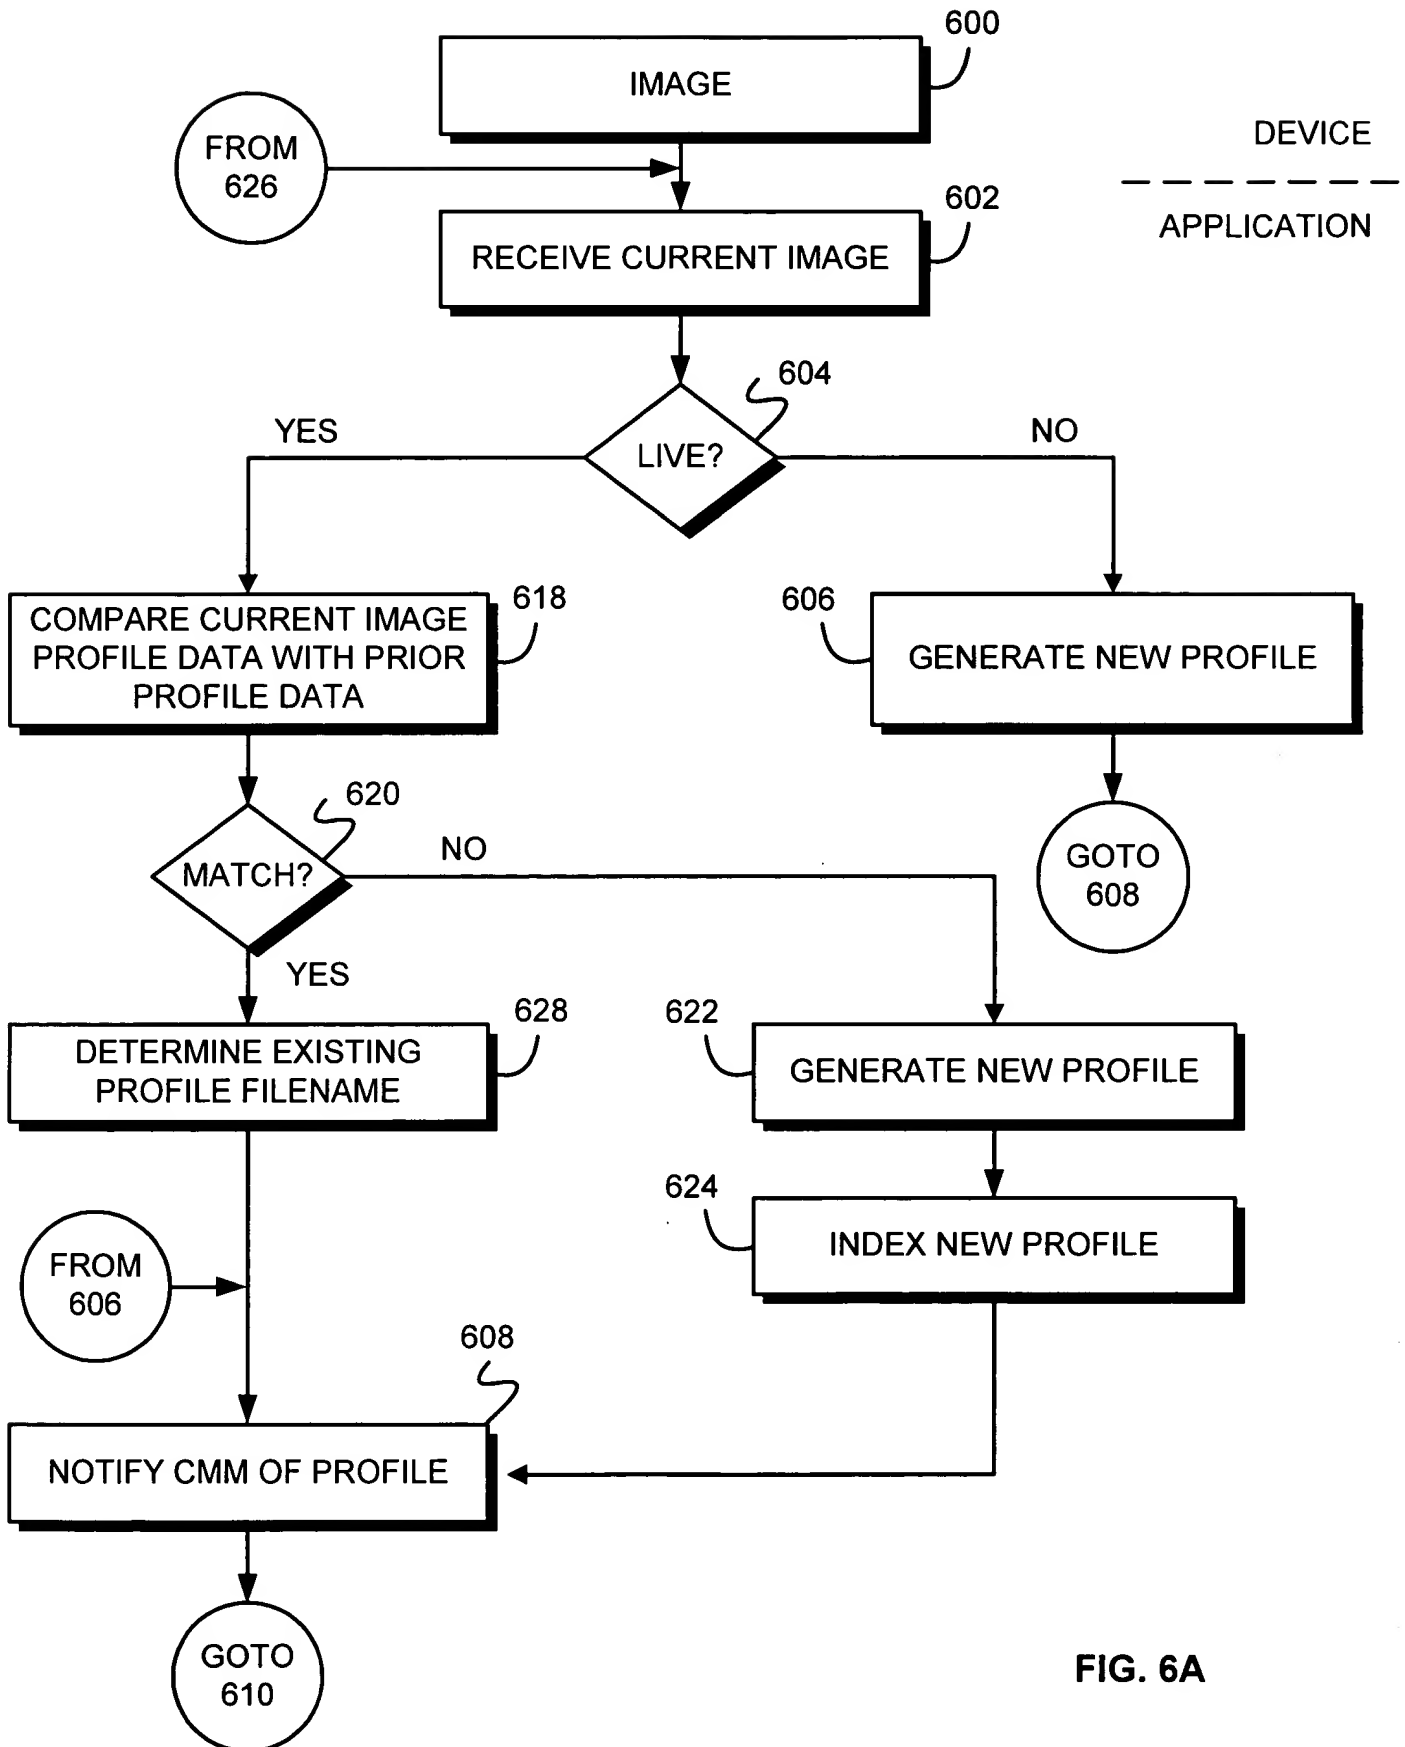 600
IMAGE
FROM
626
DEVICE
APPLICATION
602
RECEIVE CURRENT IMAGE
604
YES
LIVE?
NO
618
COMPARE CURRENT IMAGE
PROFILE DATA WITH PRIOR
PROFILE DATA
606
GENERATE NEW PROFILE
620
MATCH?
NO
GOTO
608
YES
628
DETERMINE EXISTING
PROFILE FILENAME
622
GENERATE NEW PROFILE
624
INDEX NEW PROFILE
FROM
606
608
NOTIFY CMM OF PROFILE
GOTO
610
FIG. 6A